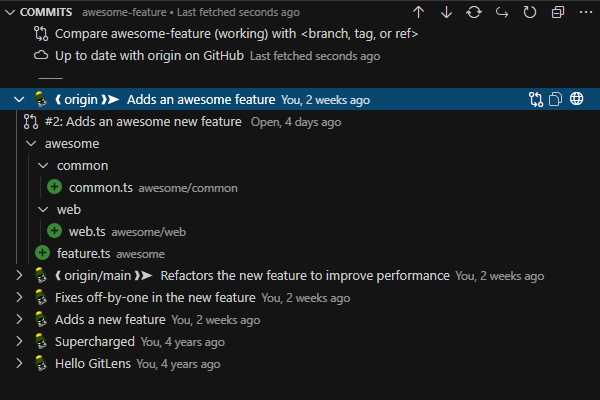 COMMITS awesome-feature • Last fetched seconds ago
Compare awesome-feature (working) with <branch, tag, or ref>
Up to date with origin on GitHub Last fetched seconds ago
❰ origin ❱➤ Adds an awesome feature You, 2 weeks ago
#2: Adds an awesome new feature Open, 4 days ago
awesome
common
common.ts awesome/common
web
web.ts awesome/web
feature.ts awesome
❰ origin/main ❱➤ Refactors the new feature to improve performance You, 2 weeks ago
Fixes off-by-one in the new feature You, 2 weeks ago
Adds a new feature You, 2 weeks ago
Supercharged You, 4 years ago
Hello GitLens You, 4 years ago